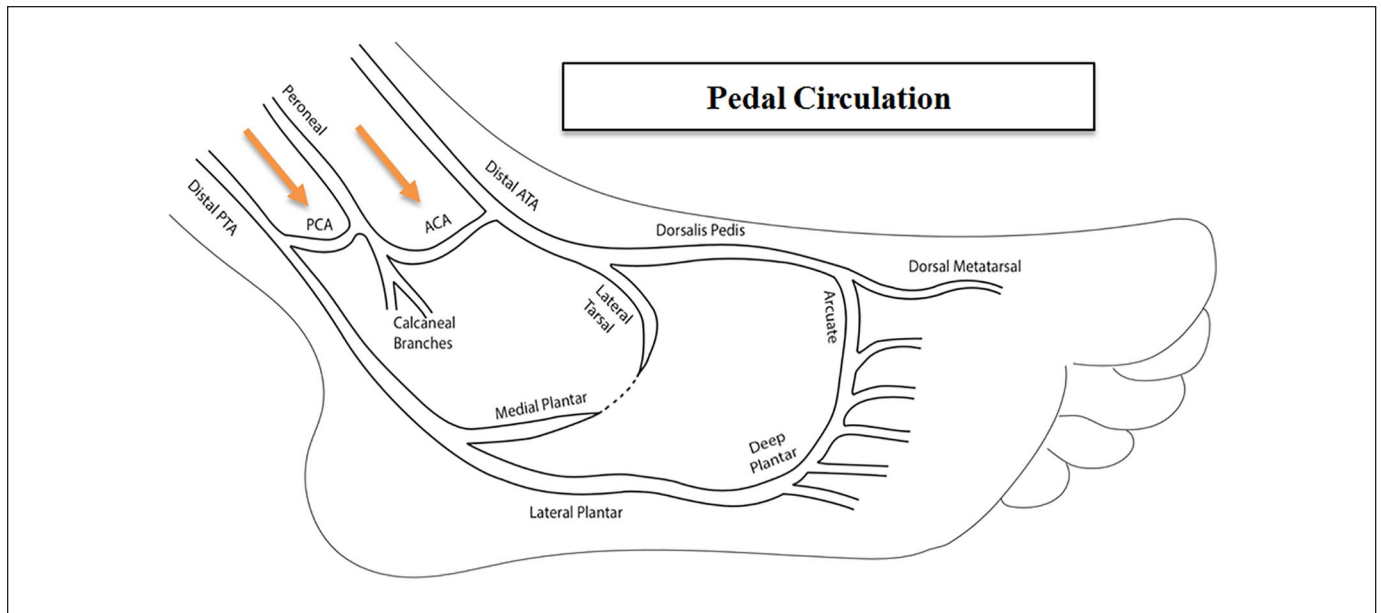 Pedal Circulation
Peroneal
Distal PTA
PCA
ACA
Distal ATA
Dorsalis Pedis
Dorsal Metatarsal
Lateral
Tarsal
Arcuate
Calcaneal
Branches
Medial Plantar
Deep
Plantar
Lateral Plantar